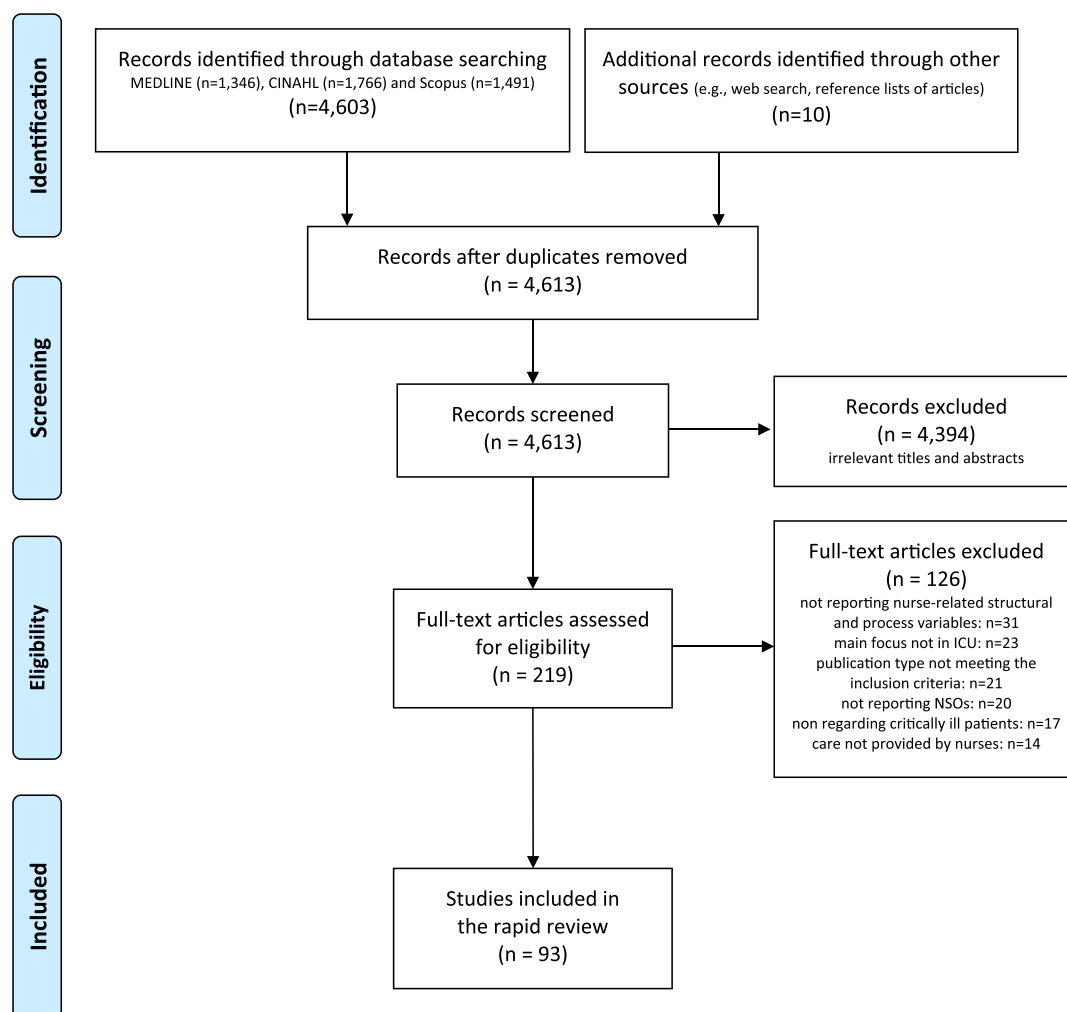 Identification
Records identified through database searching
MEDLINE (n=1,346), CINAHL (n=1,766) and Scopus (n=1,491)
(n=4,603)
Additional records identified through other
sources (e.g., web search, reference lists of articles)
(n=10)
Records after duplicates removed
(n = 4,613)
Screening
Records screened
(n = 4,613)
Records excluded
(n = 4,394)
irrelevant titles and abstracts
Eligibility
Full-text articles assessed
for eligibility
(n = 219)
Full-text articles excluded
(n = 126)
not reporting nurse-related structural
and process variables: n=31
main focus not in ICU: n=23
publication type not meeting the
inclusion criteria: n=21
not reporting NSOs: n=20
non regarding critically ill patients: n=17
care not provided by nurses: n=14
Included
Studies included in
the rapid review
(n = 93)